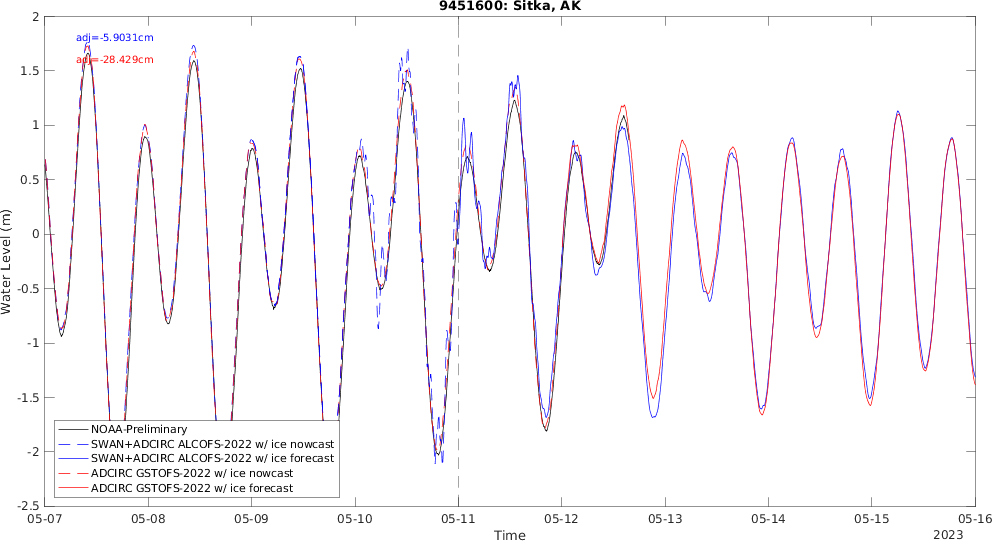 9451600: Sitka, AK
2
1.5
1
0.5
0
-0.5
-1
-1.5
-2
-2.5
Water Level (m)
adj=-5.9031cm
adj=-28.429cm
NOAA-Preliminary
SWAN+ADCIRC ALCOFS-2022 w/ ice nowcast
SWAN+ADCIRC ALCOFS-2022 w/ ice forecast
ADCIRC GSTOFS-2022 w/ ice nowcast
ADCIRC GSTOFS-2022 w/ ice forecast
05-07 05-08 05-09 05-10 05-11 05-12 05-13 05-14 05-15 05-16
Time
2023